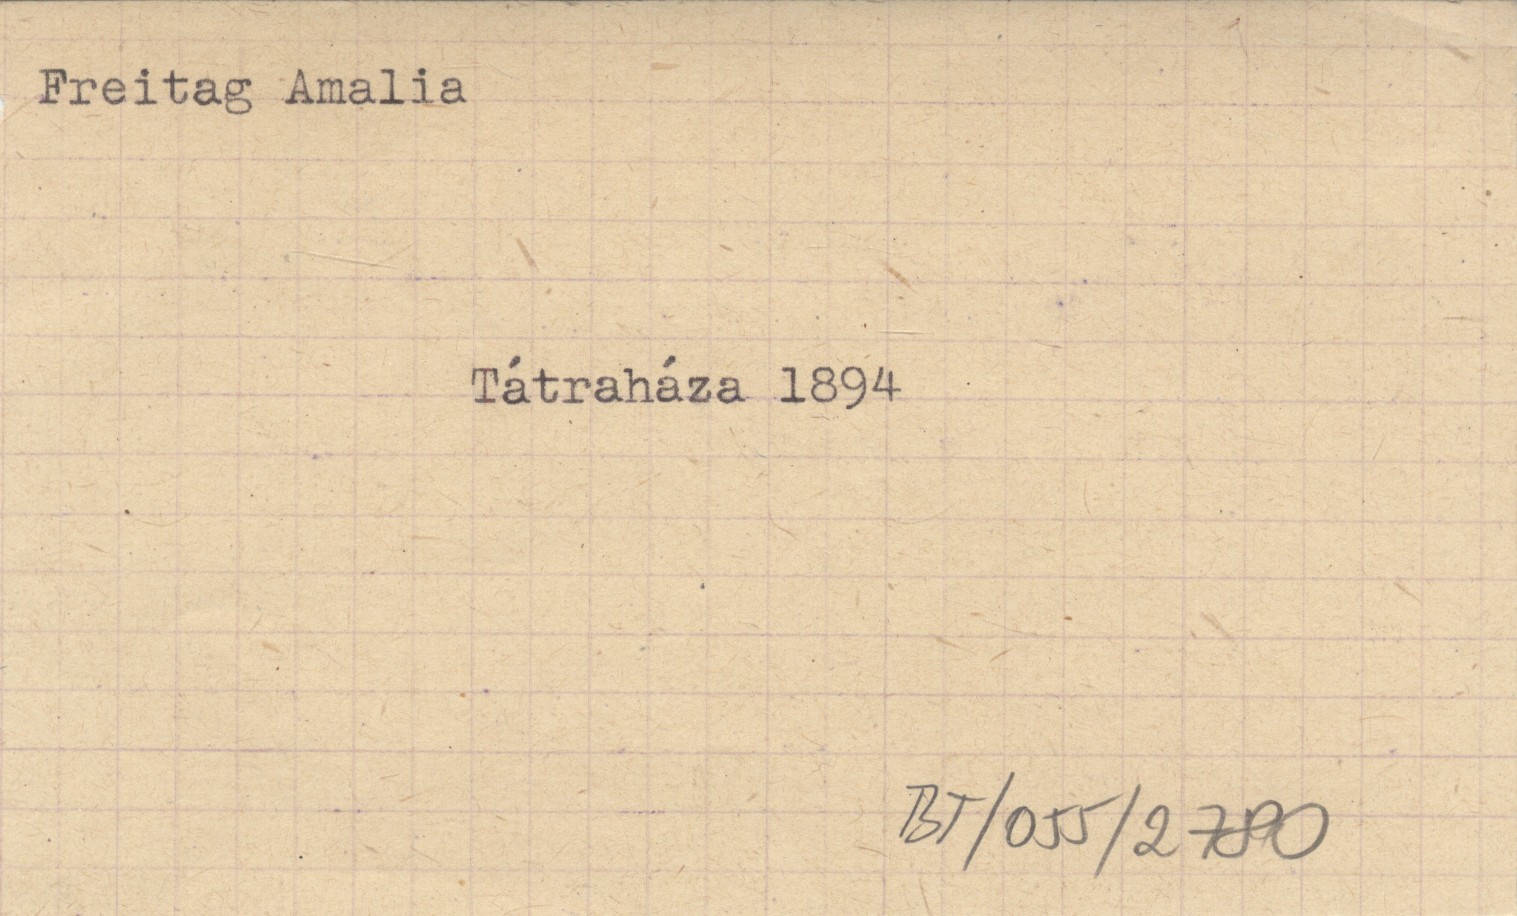 Freitag Amalia
Tátraháza 1894
BT/055/2780